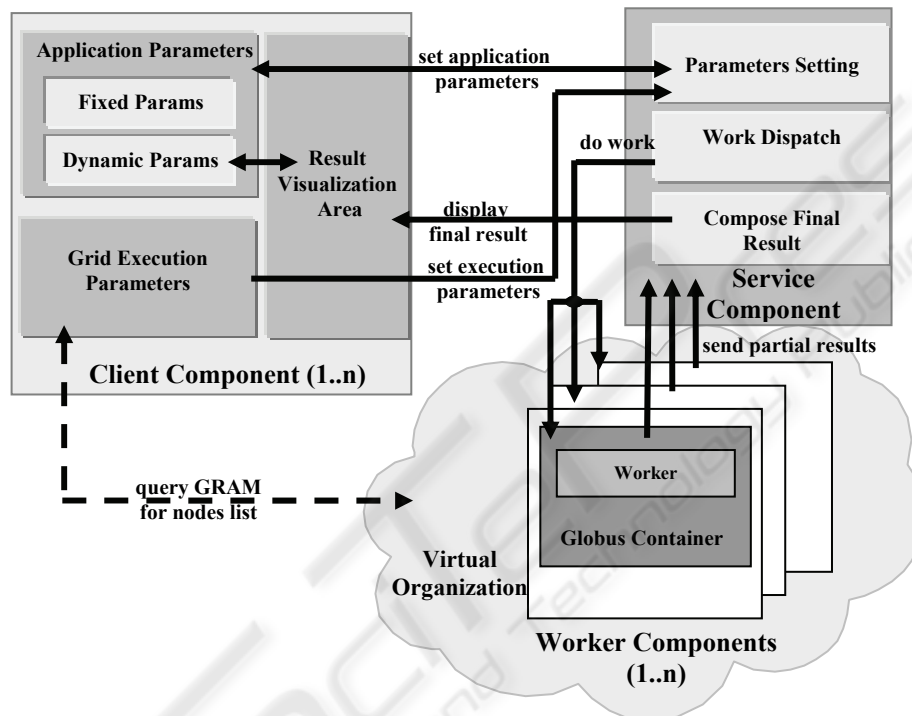 Application Parameters
Fixed Params
Dynamic Params
Result
Visualization
Area
Grid Execution
Parameters
Client Component (1..n)
set application
parameters
do work
display
final result
set execution
parameters
Parameters Setting
Work Dispatch
Compose Final
Result
Service
Component
send partial results
query GRAM
for nodes list
Worker
Globus Container
Virtual
Organization
Worker Components
(1..n)